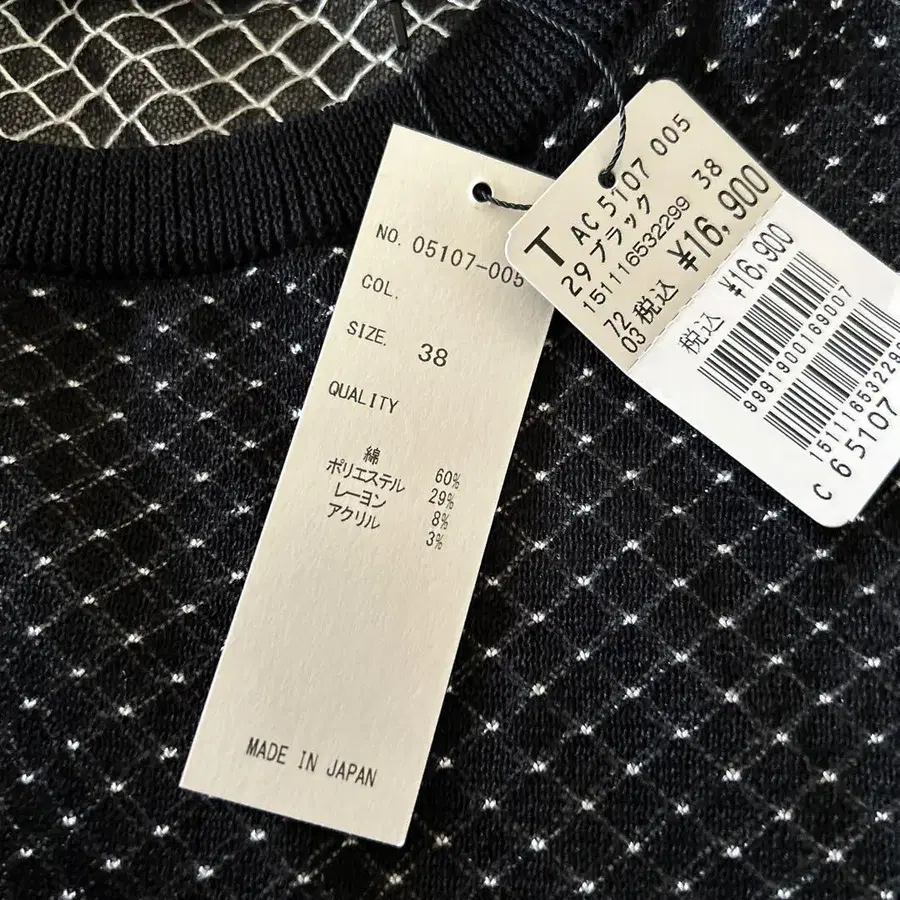 NO. 05107-005
COL.
SIZE. 38
QUALITY
綿 60%
ポリエステル 29%
レーヨン 8%
アクリル 3%
MADE IN JAPAN
T AC 5107 005
29 ブラック 38
151116532299
72
03 税込 ¥16,900
税込 ¥16,900
9991900169007
15111653229
C 65107